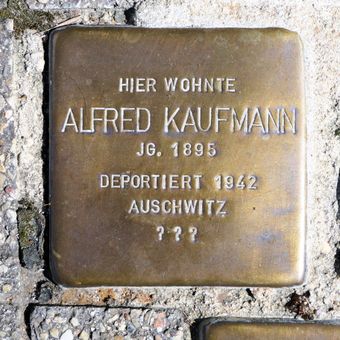 HIER WOHNTE
ALFRED KAUFMANN
JG. 1895
DEPORTIERT 1942
AUSCHWITZ
???